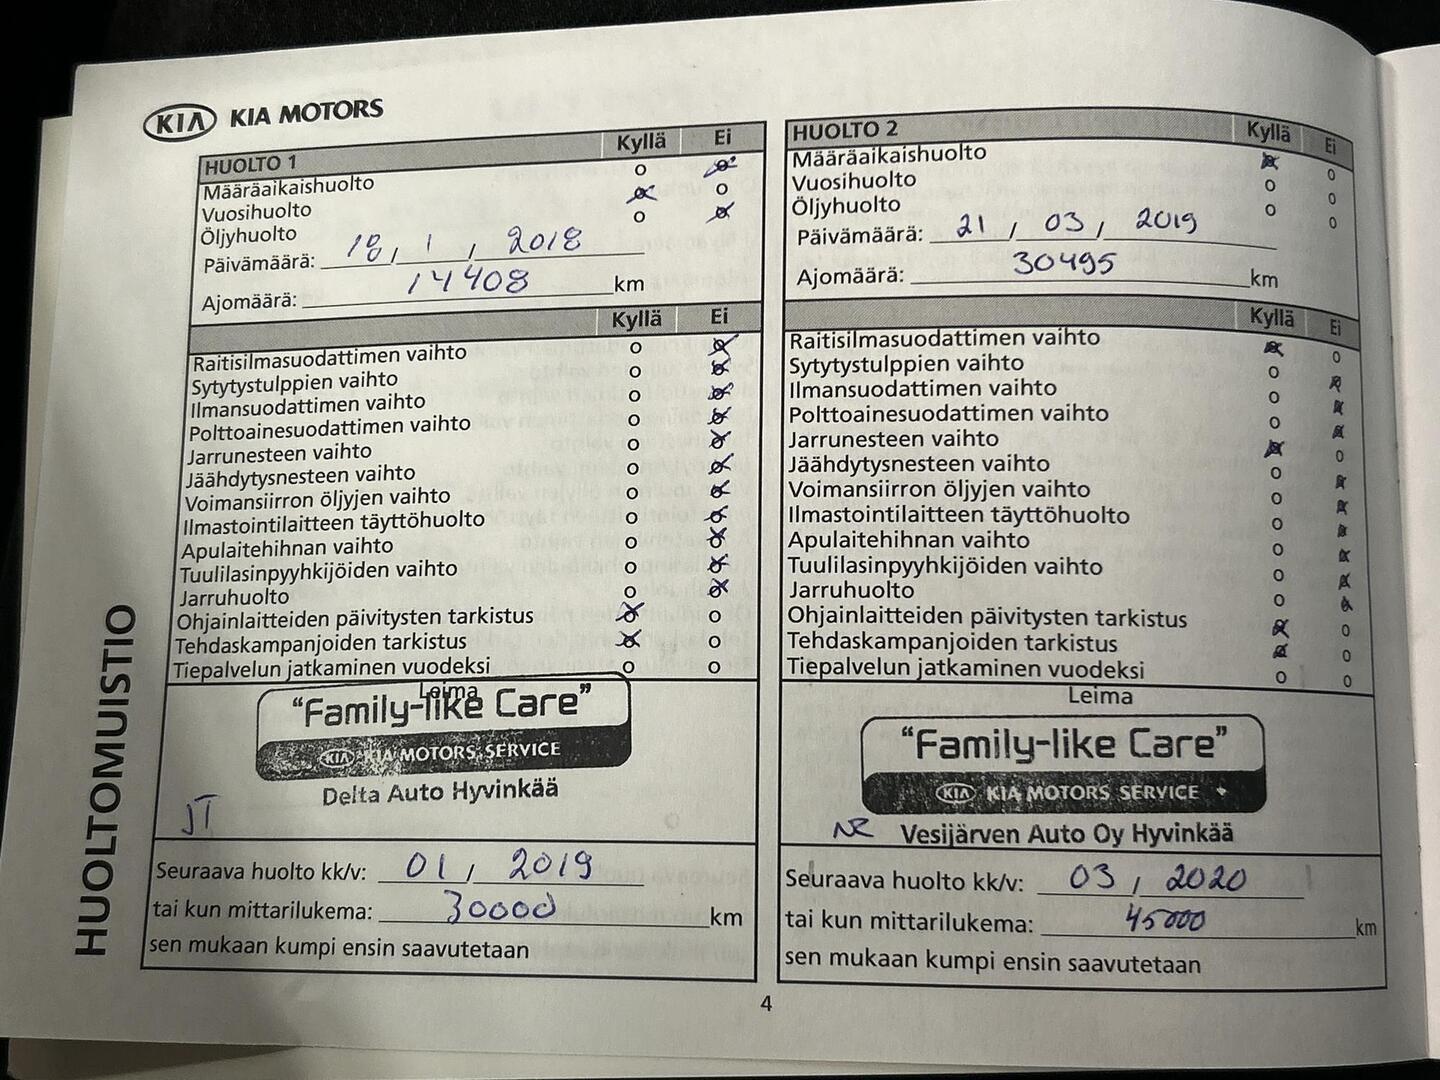 KIA KIA MOTORS
HUOLTO 1 Kyllä Ei
Määräaikaishuolto o o
Vuosihuolto o o
Öljyhuolto o o
Päivämäärä: 18 / 1 / 2018
Ajomäärä: 14408 km
Kyllä Ei
Raitisilmasuodattimen vaihto o o
Sytytystulppien vaihto o o
Ilmansuodattimen vaihto o o
Polttoainesuodattimen vaihto o o
Jarrunesteen vaihto o o
Jäähdytysnesteen vaihto o o
Voimansiirron öljyjen vaihto o o
Ilmastointilaitteen täyttöhuolto o o
Apulaitehihnan vaihto o o
Tuulilasinpyyhkijöiden vaihto o o
Jarruhuolto o o
Ohjainlaitteiden päivitysten tarkistus o o
Tehdaskampanjoiden tarkistus o o
Tiepalvelun jatkaminen vuodeksi o o
Leima
"Family-like Care"
KIA KIA MOTORS SERVICE
Delta Auto Hyvinkää
JT
Seuraava huolto kk/v: 01 / 2019
tai kun mittarilukema: 30000 km
sen mukaan kumpi ensin saavutetaan
HUOLTO 2 Kyllä Ei
Määräaikaishuolto o o
Vuosihuolto o o
Öljyhuolto o o
Päivämäärä: 21 / 03 / 2019
Ajomäärä: 30495 km
Kyllä Ei
Raitisilmasuodattimen vaihto o o
Sytytystulppien vaihto o o
Ilmansuodattimen vaihto o o
Polttoainesuodattimen vaihto o o
Jarrunesteen vaihto o o
Jäähdytysnesteen vaihto o o
Voimansiirron öljyjen vaihto o o
Ilmastointilaitteen täyttöhuolto o o
Apulaitehihnan vaihto o o
Tuulilasinpyyhkijöiden vaihto o o
Jarruhuolto o o
Ohjainlaitteiden päivitysten tarkistus o o
Tehdaskampanjoiden tarkistus o o
Tiepalvelun jatkaminen vuodeksi o o
Leima
"Family-like Care"
KIA KIA MOTORS SERVICE
NR Vesijärven Auto Oy Hyvinkää
Seuraava huolto kk/v: 03 / 2020
tai kun mittarilukema: 45000 km
sen mukaan kumpi ensin saavutetaan
HUOLTOMUISTIO
4